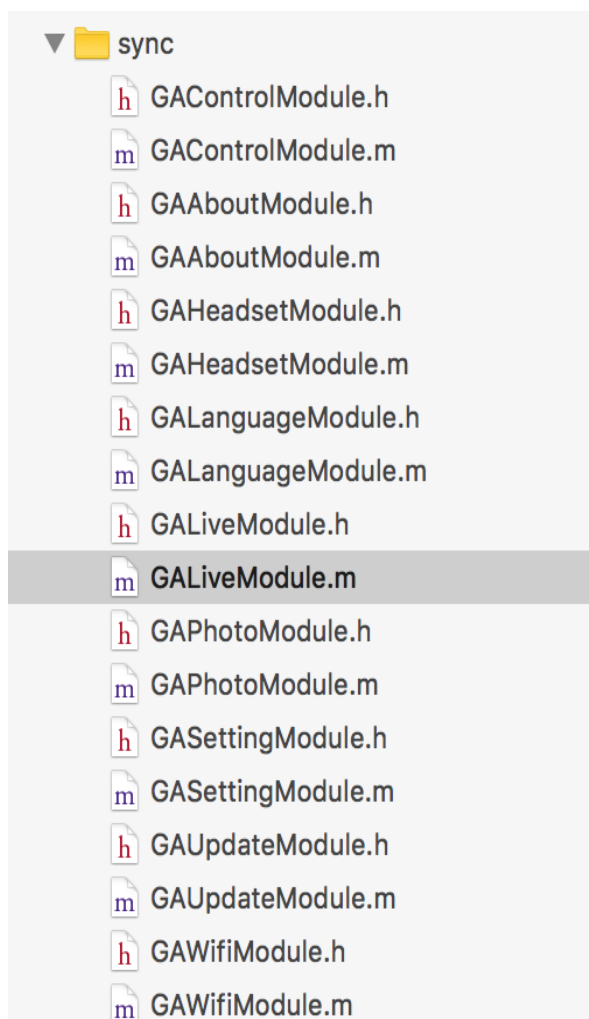 sync
h GAControlModule.h
m GAControlModule.m
h GAAboutModule.h
m GAAboutModule.m
h GAHeadsetModule.h
m GAHeadsetModule.m
h GALanguageModule.h
m GALanguageModule.m
h GALiveModule.h
m GALiveModule.m
h GAPhotoModule.h
m GAPhotoModule.m
h GASettingModule.h
m GASettingModule.m
h GAUpdateModule.h
m GAUpdateModule.m
h GAWifiModule.h
m GAWifiModule.m